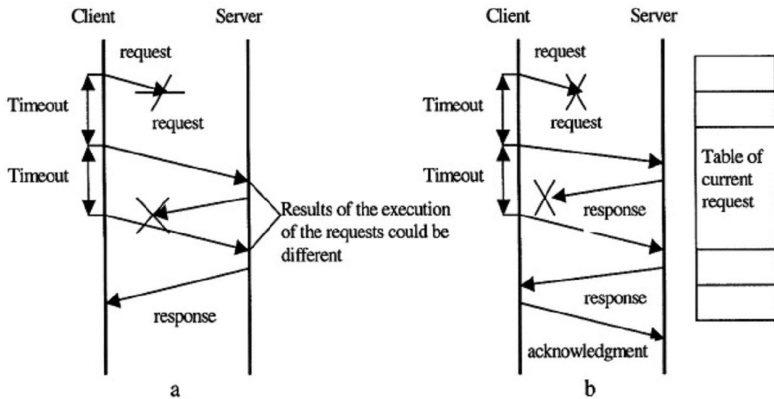 Client
Server
request
Timeout
request
Timeout
Results of the execution
of the requests could be
different
response
a
Client
Server
request
Timeout
request
Timeout
response
response
acknowledgment
b
Table of
current
request